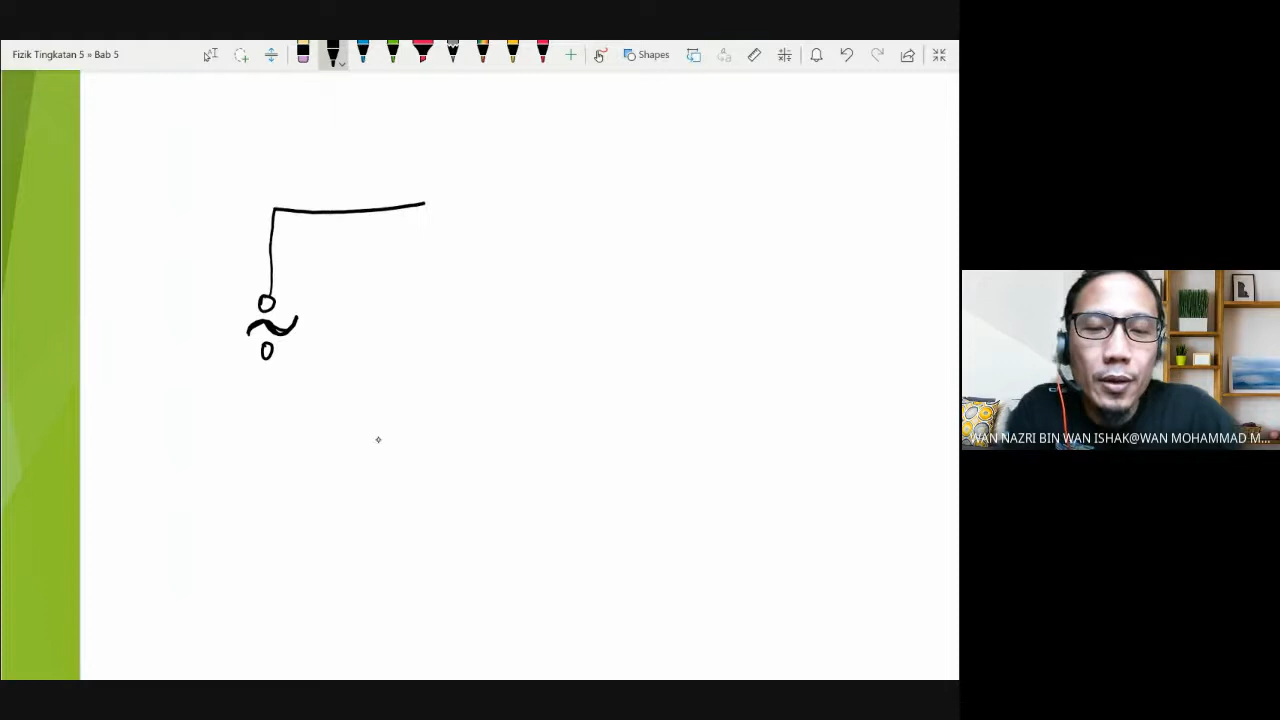 Fizik Tingkatan 5 » Bab 5
Shapes
WAN NAZRI BIN WAN ISHAK@WAN MOHAMMAD M...